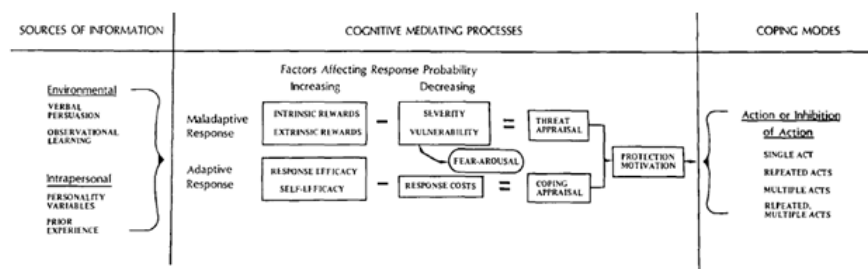 SOURCES OF INFORMATION
COGNITIVE MEDIATING PROCESSES
COPING MODES
Environmental
VERBAL
PERSUASION
OBSERVATIONAL
LEARNING
Intrapersonal
PERSONALITY
VARIABLES
PRIOR
EXPERIENCE
Factors Affecting Response Probability
Increasing
Decreasing
Maladaptive
Response
INTRINSIC REWARDS
EXTRINSIC REWARDS
–
SEVERITY
VULNERABILITY
=
THREAT
APPRAISAL
FEAR-AROUSAL
Adaptive
Response
RESPONSE EFFICACY
SELF-EFFICACY
–
RESPONSE COSTS
=
COPING
APPRAISAL
PROTECTION
MOTIVATION
Action or Inhibition
of Action
SINGLE ACT
REPEATED ACTS
MULTIPLE ACTS
REPEATED,
MULTIPLE ACTS